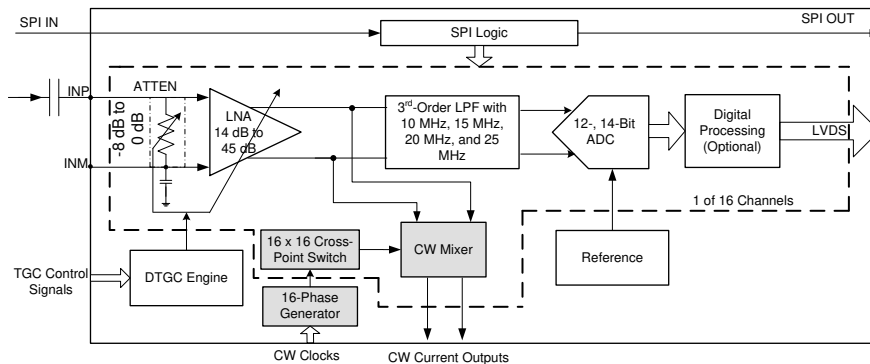 SPI IN
SPI Logic
SPI OUT
INP
ATTEN
-8 dB to
0 dB
INM
LNA
14 dB to
45 dB
3rd-Order LPF with
10 MHz, 15 MHz,
20 MHz, and 25
MHz
12-, 14-Bit
ADC
Digital
Processing
(Optional)
LVDS
1 of 16 Channels
16 x 16 Cross-
Point Switch
CW Mixer
Reference
TGC Control
Signals
DTGC Engine
16-Phase
Generator
CW Clocks
CW Current Outputs